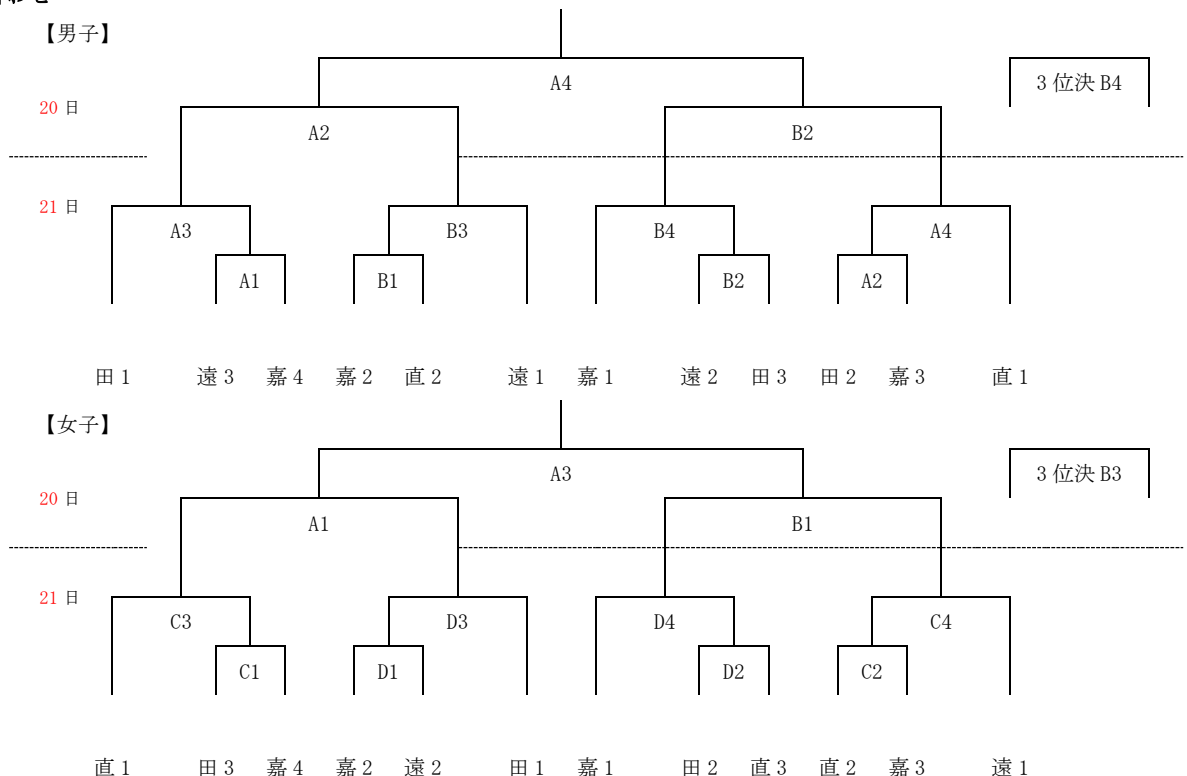 【男子】
A4 3位決B4
20日
A2 B2
21日
A3 B3 B4 A4
A1 B1 B2 A2
田1 遠3 嘉4 嘉2 直2 遠1 嘉1 遠2 田3 田2 嘉3 直1
【女子】
A3 3位決B3
20日
A1 B1
21日
C3 D3 D4 C4
C1 D1 D2 C2
直1 田3 嘉4 嘉2 遠2 田1 嘉1 田2 直3 直2 嘉3 遠1